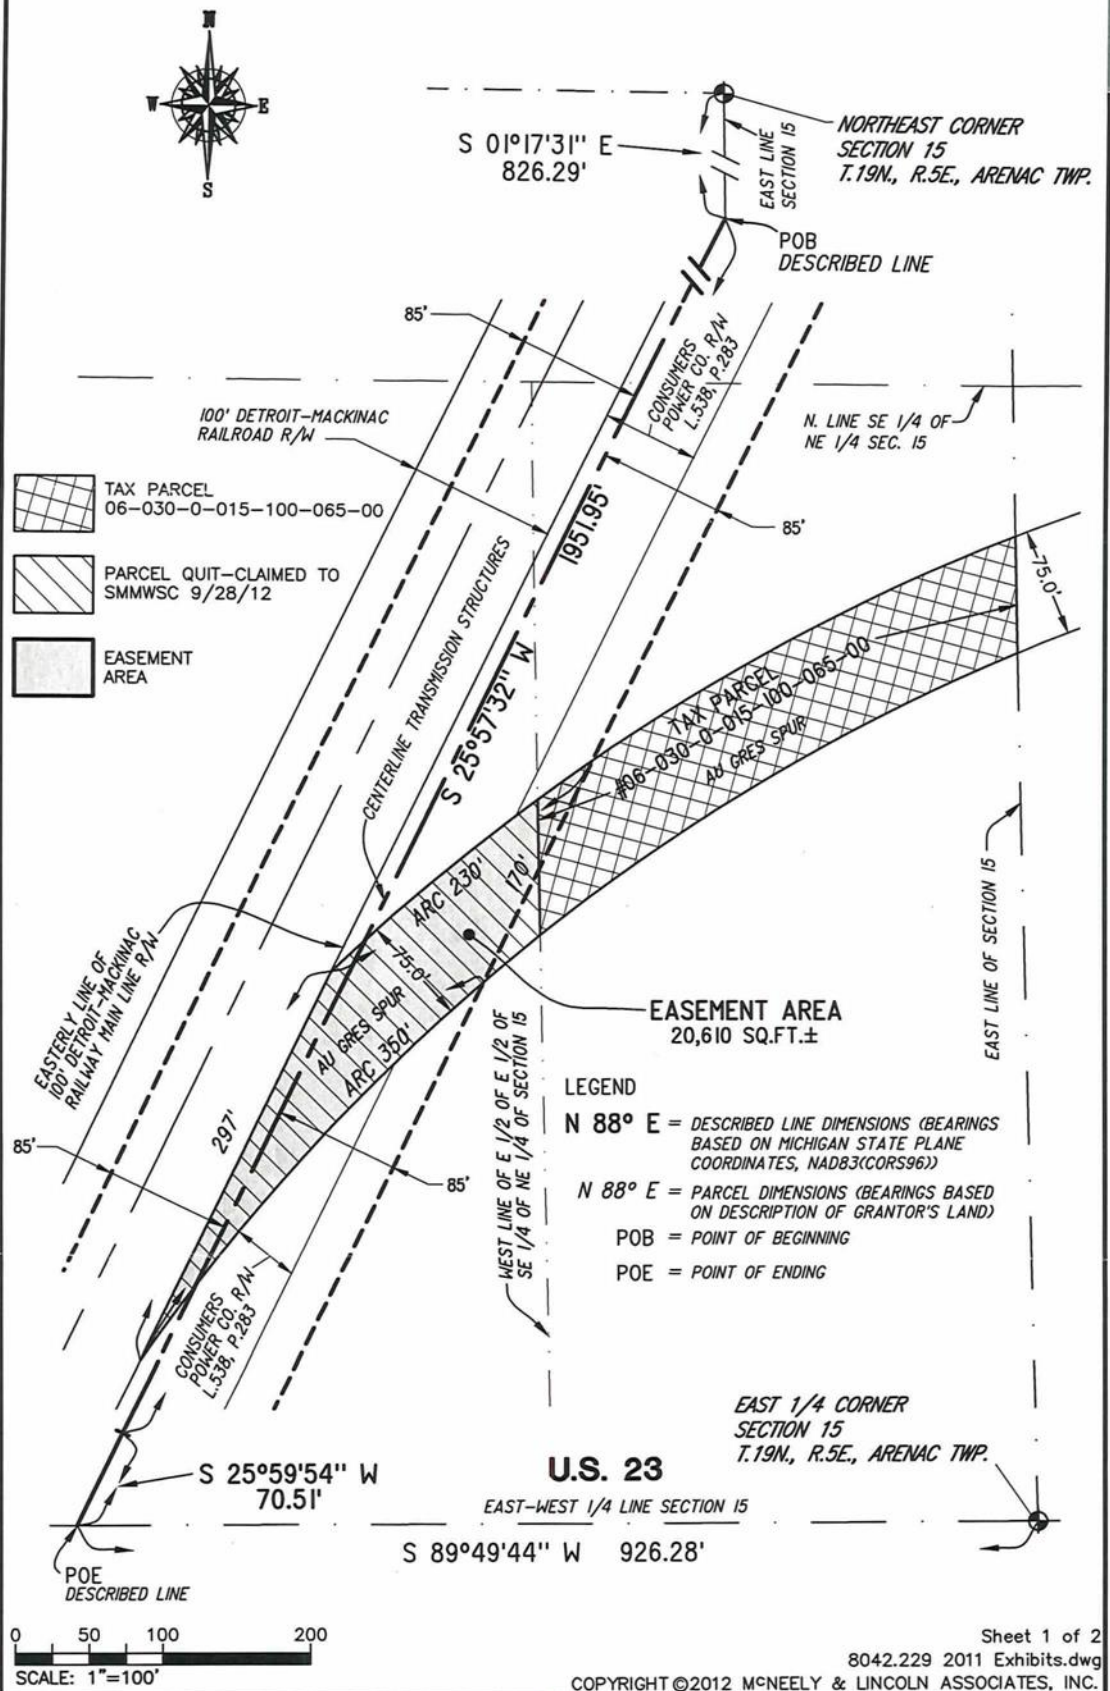 N
W
E
S
S 01°17'31" E
826.29'
EAST LINE
SECTION 15
NORTHEAST CORNER
SECTION 15
T.19N., R.5E., ARENAC TWP.
POB
DESCRIBED LINE
85'
CONSUMERS
POWER CO. R/W
L.538, P.283
100' DETROIT-MACKINAC
RAILROAD R/W
N. LINE SE 1/4 OF
NE 1/4 SEC. 15
TAX PARCEL
06-030-0-015-100-065-00
PARCEL QUIT-CLAIMED TO
SMMWSC 9/28/12
EASEMENT
AREA
1951.95'
85'
75.0'
CENTERLINE TRANSMISSION STRUCTURES
S 25°57'32" W
TAX PARCEL
#06-030-0-015-100-065-00
AU GRES SPUR
ARC 230'
170'
75.0'
AU GRES SPUR
ARC 350'
EASTERLY LINE OF
100' DETROIT-MACKINAC
RAILWAY MAIN LINE R/W
EAST LINE OF SECTION 15
EASEMENT AREA
20,610 SQ.FT.±
WEST LINE OF E 1/2 OF E 1/2 OF
SE 1/4 OF NE 1/4 OF SECTION 15
297'
85'
85'
LEGEND
N 88° E = DESCRIBED LINE DIMENSIONS (BEARINGS
BASED ON MICHIGAN STATE PLANE
COORDINATES, NAD83(CORS96))
N 88° E = PARCEL DIMENSIONS (BEARINGS BASED
ON DESCRIPTION OF GRANTOR'S LAND)
POB = POINT OF BEGINNING
POE = POINT OF ENDING
CONSUMERS
POWER CO. R/W
L.538, P.283
EAST 1/4 CORNER
SECTION 15
T.19N., R.5E., ARENAC TWP.
S 25°59'54" W
70.51'
U.S. 23
EAST-WEST 1/4 LINE SECTION 15
S 89°49'44" W 926.28'
POE
DESCRIBED LINE
0 50 100 200
SCALE: 1"=100'
Sheet 1 of 2
8042.229 2011 Exhibits.dwg
COPYRIGHT ©2012 McNEELY & LINCOLN ASSOCIATES, INC.